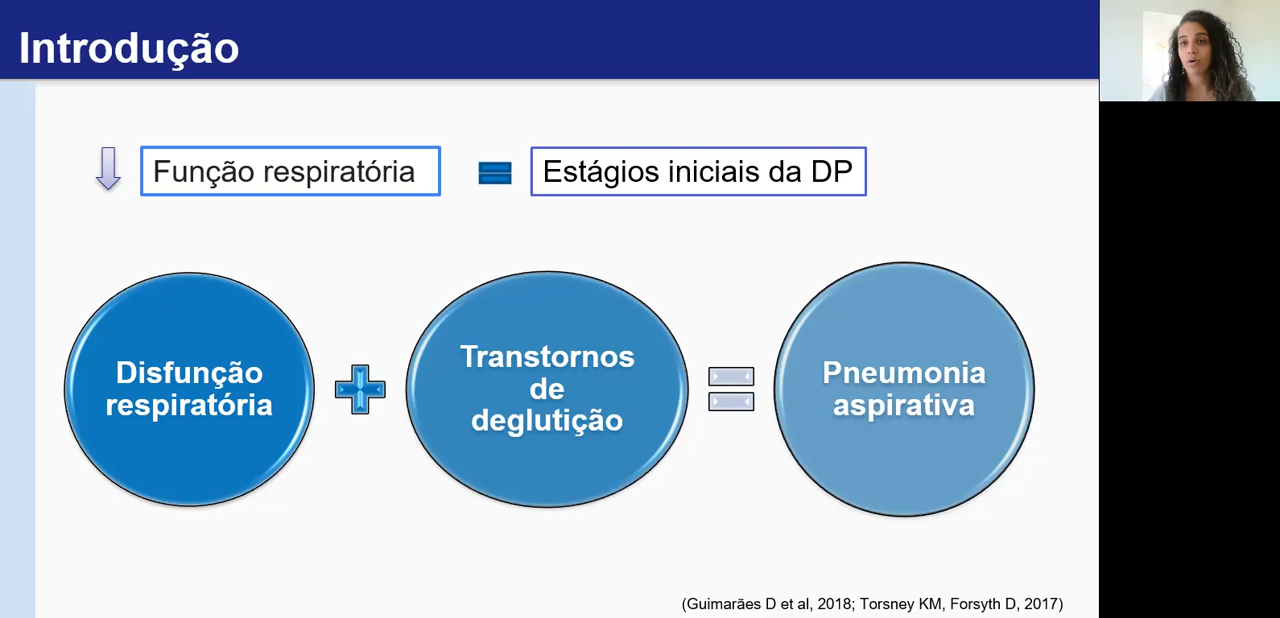 Introdução
Função respiratória
Estágios iniciais da DP
Disfunção
respiratória
Transtornos
de
deglutição
Pneumonia
aspirativa
(Guimarães D et al, 2018; Torsney KM, Forsyth D, 2017)